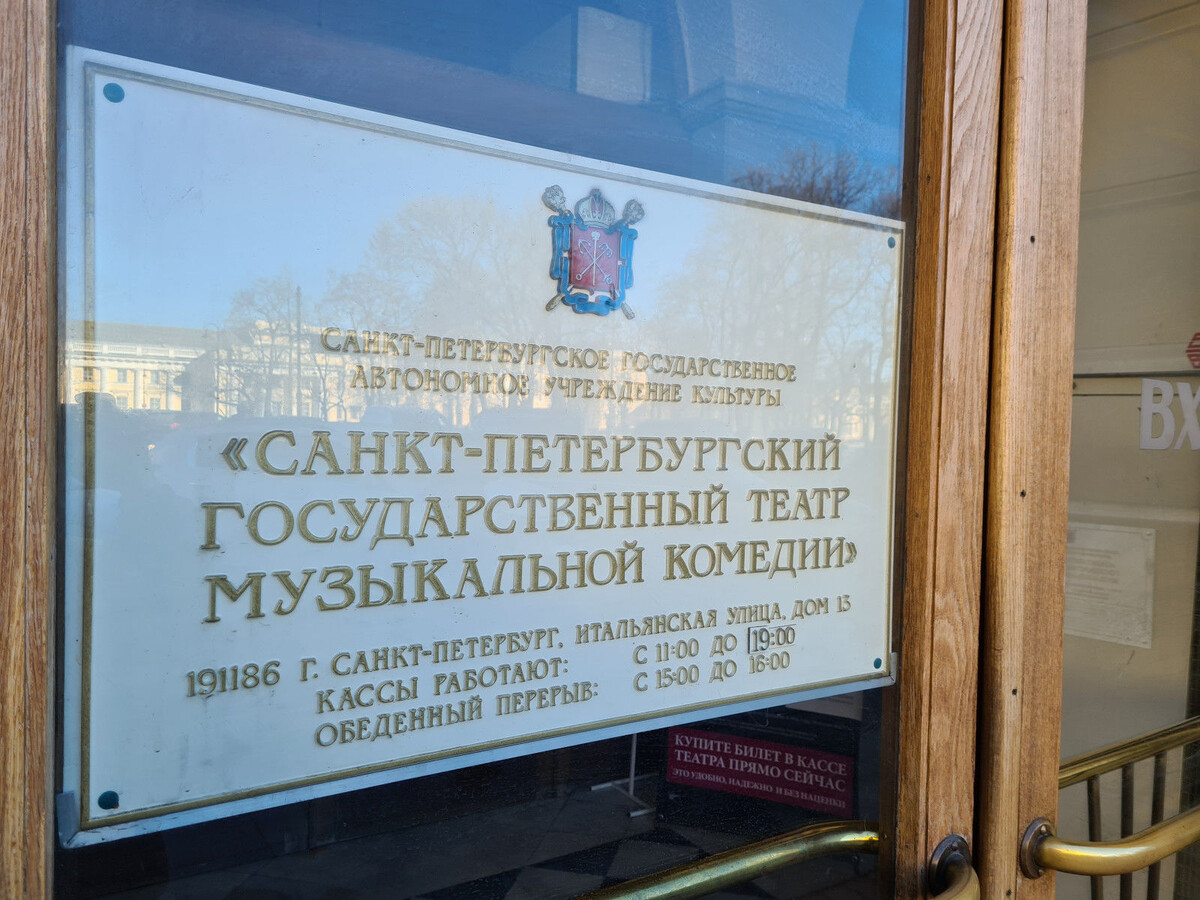 САНКТ-ПЕТЕРБУРГСКОЕ ГОСУДАРСТВЕННОЕ
АВТОНОМНОЕ УЧРЕЖДЕНИЕ КУЛЬТУРЫ
«САНКТ-ПЕТЕРБУРГСКИЙ
ГОСУДАРСТВЕННЫЙ ТЕАТР
МУЗЫКАЛЬНОЙ КОМЕДИИ»
191186 Г. САНКТ-ПЕТЕРБУРГ, ИТАЛЬЯНСКАЯ УЛИЦА, ДОМ 13
КАССЫ РАБОТАЮТ: С 11:00 ДО 19:00
ОБЕДЕННЫЙ ПЕРЕРЫВ: С 15:00 ДО 16:00
КУПИТЕ БИЛЕТ В КАССЕ
ТЕАТРА ПРЯМО СЕЙЧАС
ЭТО УДОБНО, НАДЕЖНО И БЕЗ НАЦЕНКИ
ВХ